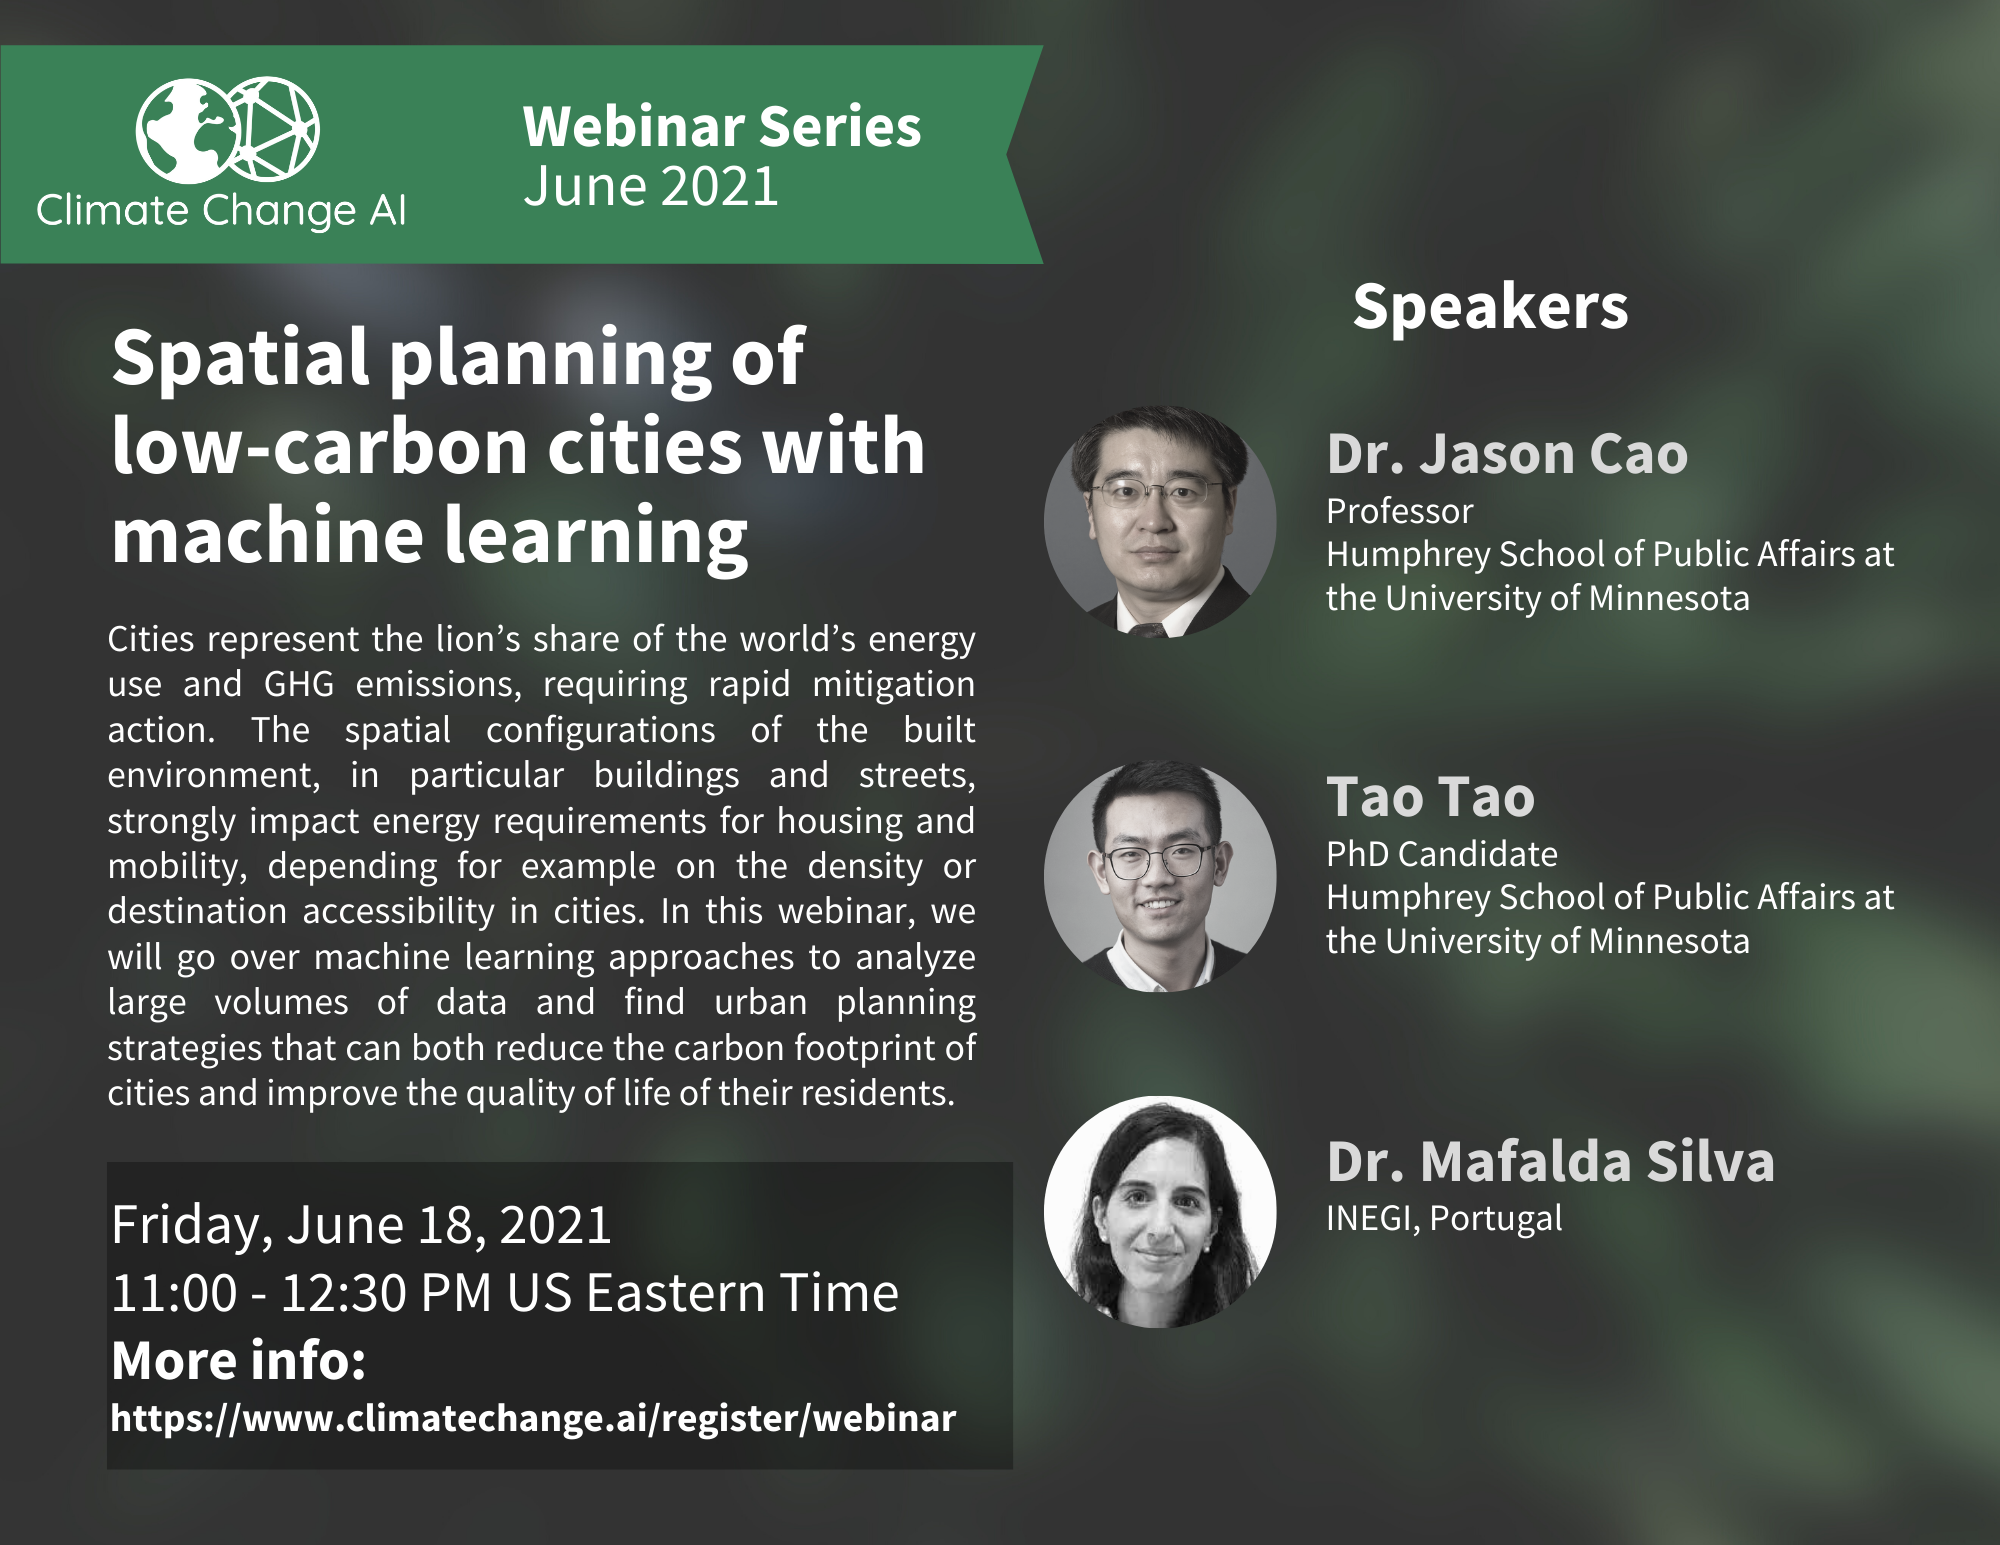 Climate Change AI
Webinar Series
June 2021
Spatial planning of
low-carbon cities with
machine learning
Cities represent the lion’s share of the world’s energy
use and GHG emissions, requiring rapid mitigation
action. The spatial configurations of the built
environment, in particular buildings and streets,
strongly impact energy requirements for housing and
mobility, depending for example on the density or
destination accessibility in cities. In this webinar, we
will go over machine learning approaches to analyze
large volumes of data and find urban planning
strategies that can both reduce the carbon footprint of
cities and improve the quality of life of their residents.
Friday, June 18, 2021
11:00 - 12:30 PM US Eastern Time
More info:
https://www.climatechange.ai/register/webinar
Speakers
Dr. Jason Cao
Professor
Humphrey School of Public Affairs at
the University of Minnesota
Tao Tao
PhD Candidate
Humphrey School of Public Affairs at
the University of Minnesota
Dr. Mafalda Silva
INEGI, Portugal